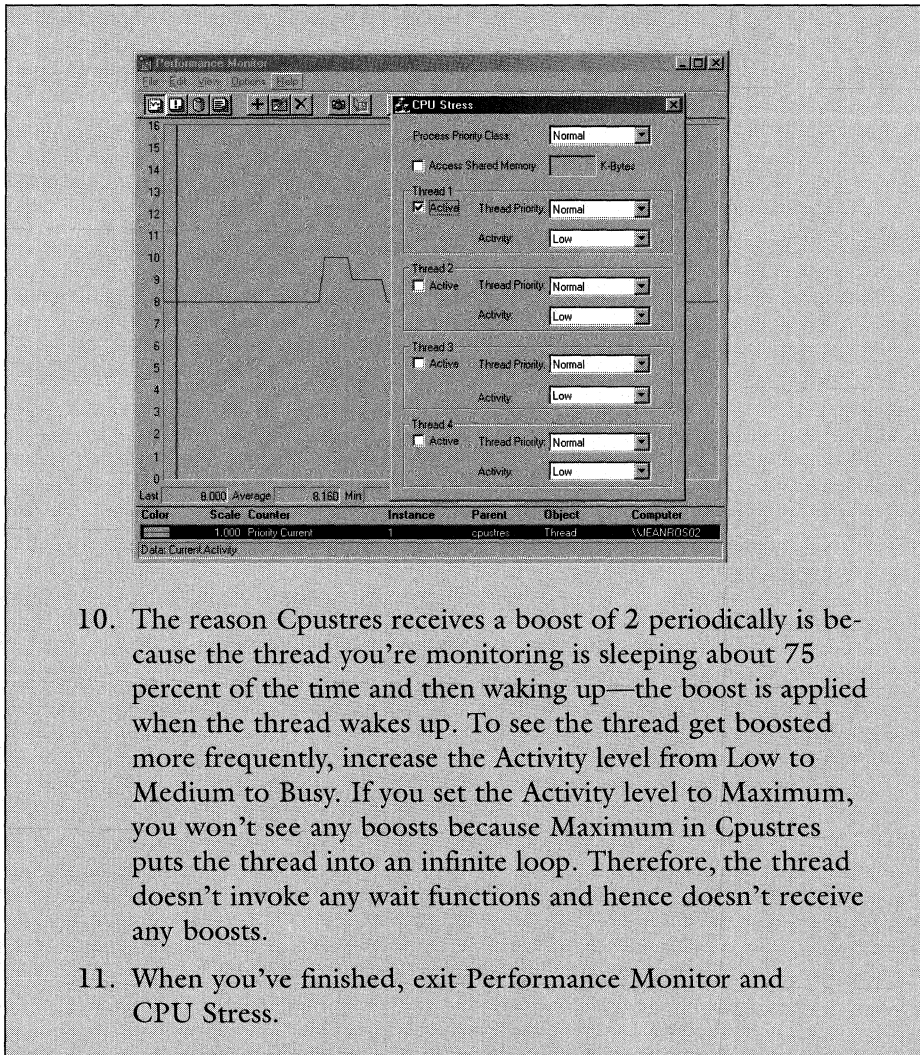 Performance Monitor
File Edit View Options Help
CPU Stress
Process Priority Class: Normal
Access Shared Memory K-Bytes
Thread 1
Active Thread Priority: Normal
Activity: Low
Thread 2
Active Thread Priority: Normal
Activity: Low
Thread 3
Active Thread Priority: Normal
Activity: Low
Thread 4
Active Thread Priority: Normal
Activity: Low
16
15
14
13
12
11
10
9
8
7
6
5
4
3
2
1
0
Last 8.000 Average 8.160 Min
Color Scale Counter Instance Parent Object Computer
1.000 Priority Current 1 cpustres Thread \\JEANROS02
Data: Current Activity
10. The reason Cpustres receives a boost of 2 periodically is be-
cause the thread you're monitoring is sleeping about 75
percent of the time and then waking up—the boost is applied
when the thread wakes up. To see the thread get boosted
more frequently, increase the Activity level from Low to
Medium to Busy. If you set the Activity level to Maximum,
you won't see any boosts because Maximum in Cpustres
puts the thread into an infinite loop. Therefore, the thread
doesn't invoke any wait functions and hence doesn't receive
any boosts.
11. When you've finished, exit Performance Monitor and
CPU Stress.